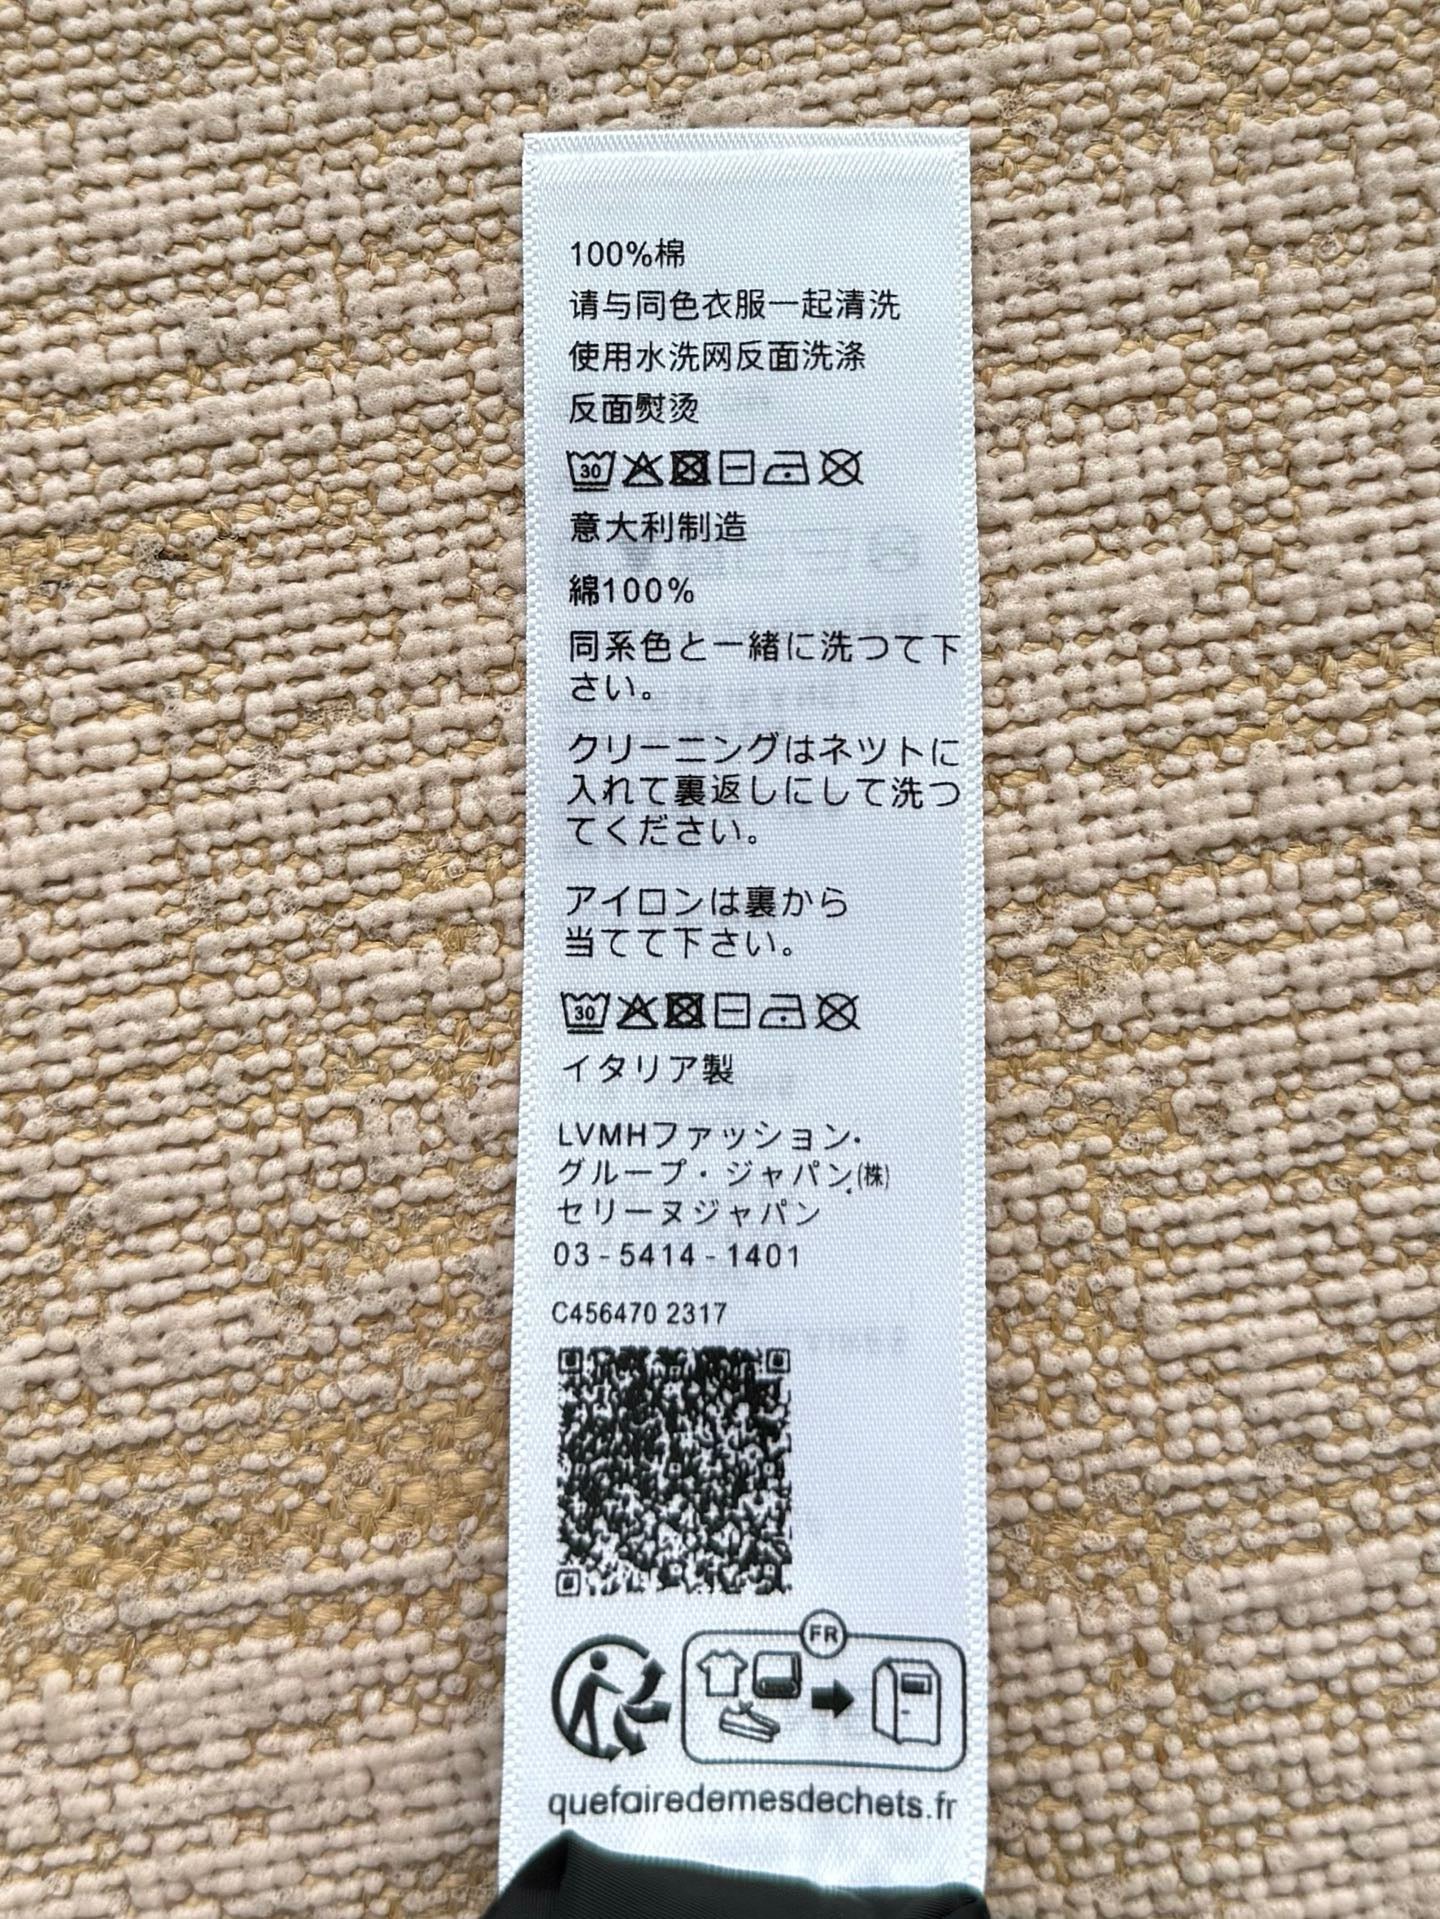 100%棉
请与同色衣服一起清洗
使用水洗网反面洗涤
反面熨烫
30
意大利制造
綿100%
同系色と一緒に洗つて下
さい。
クリーニングはネツトに
入れて裏返しにして洗つ
てください。
アイロンは裏から
当てて下さい。
30
イタリア製
LVMHファッション・
グループ・ジャパン(株)
セリーヌジャパン
03-5414-1401
C456470 2317
FR
quefairedemesdechets.fr